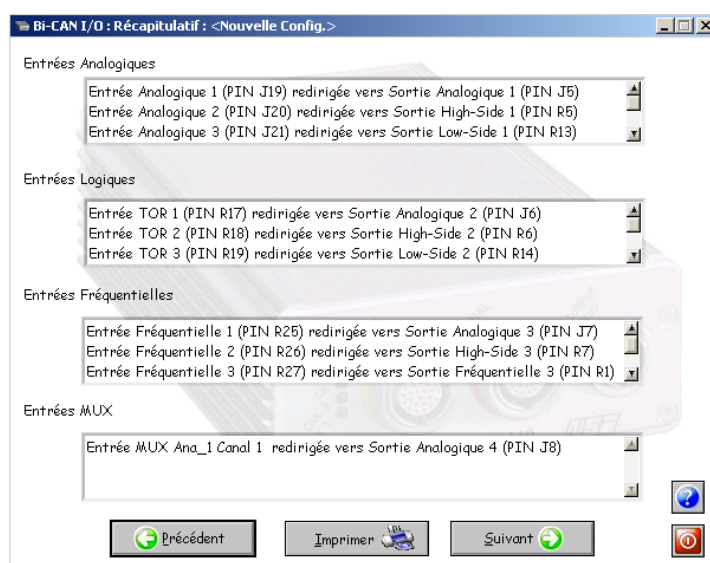 Bi-CAN I/O : Récapitulatif : <Nouvelle Config.>
Entrées Analogiques
Entrée Analogique 1 (PIN J19) redirigée vers Sortie Analogique 1 (PIN J5)
Entrée Analogique 2 (PIN J20) redirigée vers Sortie High-Side 1 (PIN R5)
Entrée Analogique 3 (PIN J21) redirigée vers Sortie Low-Side 1 (PIN R13)
Entrées Logiques
Entrée TOR 1 (PIN R17) redirigée vers Sortie Analogique 2 (PIN J6)
Entrée TOR 2 (PIN R18) redirigée vers Sortie High-Side 2 (PIN R6)
Entrée TOR 3 (PIN R19) redirigée vers Sortie Low-Side 2 (PIN R14)
Entrées Fréquentielles
Entrée Fréquentielle 1 (PIN R25) redirigée vers Sortie Analogique 3 (PIN J7)
Entrée Fréquentielle 2 (PIN R26) redirigée vers Sortie High-Side 3 (PIN R7)
Entrée Fréquentielle 3 (PIN R27) redirigée vers Sortie Fréquentielle 3 (PIN R1)
Entrées MUX
Entrée MUX Ana_1 Canal 1 redirigée vers Sortie Analogique 4 (PIN J8)
Précédent
Imprimer
Suivant